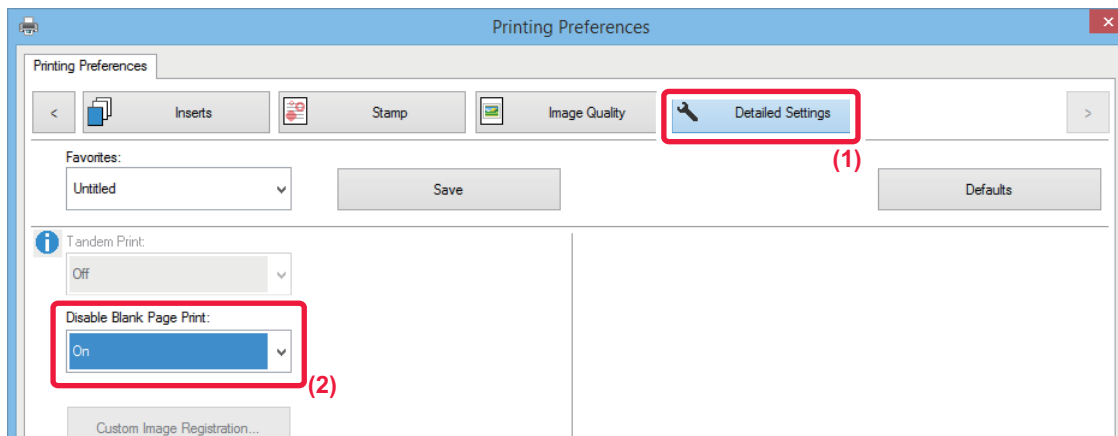 Printing Preferences
Printing Preferences
< Inserts Stamp Image Quality Detailed Settings >
(1)
Favorites:
Untitled Save Defaults
Tandem Print:
Off
Disable Blank Page Print:
On
(2)
Custom Image Registration...